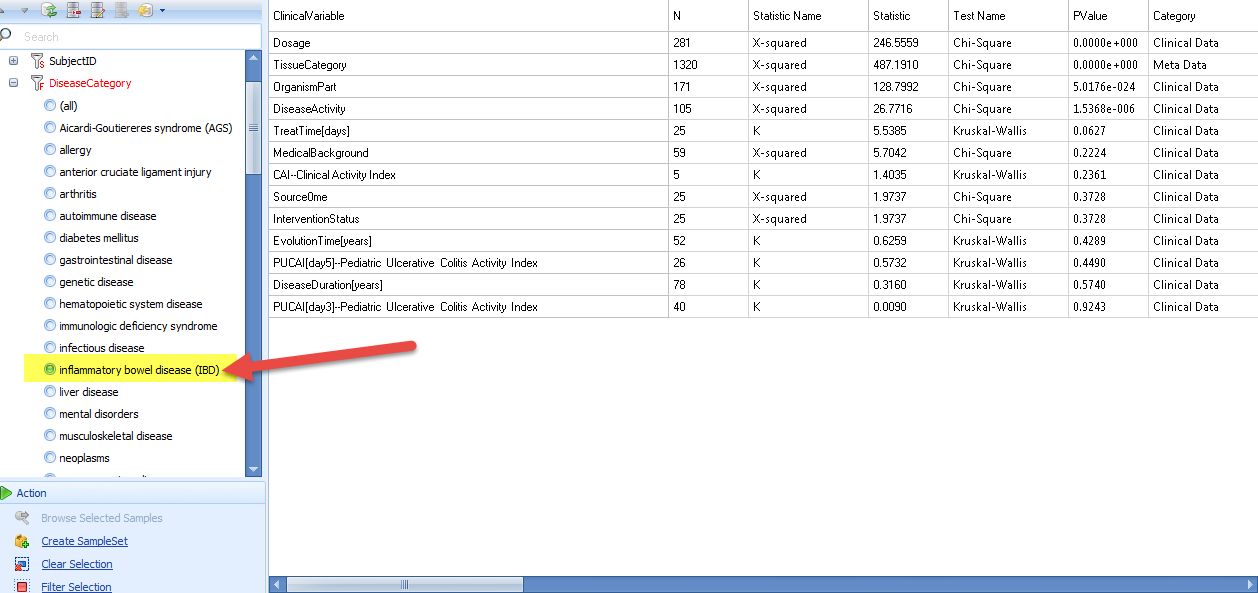 Search
SubjectID
DiseaseCategory
(all)
Aicardi-Goutiereres syndrome (AGS)
allergy
anterior cruciate ligament injury
arthritis
autoimmune disease
diabetes mellitus
gastrointestinal disease
genetic disease
hematopoietic system disease
immunologic deficiency syndrome
infectious disease
inflammatory bowel disease (IBD)
liver disease
mental disorders
musculoskeletal disease
neoplasms
Action
Browse Selected Samples
Create SampleSet
Clear Selection
Filter Selection
ClinicalVariable N Statistic Name Statistic Test Name PValue Category
Dosage 281 X-squared 246.5559 Chi-Square 0.0000e+000 Clinical Data
TissueCategory 1320 X-squared 487.1910 Chi-Square 0.0000e+000 Meta Data
OrganismPart 171 X-squared 128.7992 Chi-Square 5.0176e-024 Clinical Data
DiseaseActivity 105 X-squared 26.7716 Chi-Square 1.5368e-006 Clinical Data
TreatTime[days] 25 K 5.5385 Kruskal-Wallis 0.0627 Clinical Data
MedicalBackground 59 X-squared 5.7042 Chi-Square 0.2224 Clinical Data
CAI--Clinical Activity Index 5 K 1.4035 Kruskal-Wallis 0.2361 Clinical Data
Source0me 25 X-squared 1.9737 Chi-Square 0.3728 Clinical Data
InterventionStatus 25 X-squared 1.9737 Chi-Square 0.3728 Clinical Data
EvolutionTime[years] 52 K 0.6259 Kruskal-Wallis 0.4289 Clinical Data
PUCAI[day5]--Pediatric Ulcerative Colitis Activity Index 26 K 0.5732 Kruskal-Wallis 0.4490 Clinical Data
DiseaseDuration[years] 78 K 0.3160 Kruskal-Wallis 0.5740 Clinical Data
PUCAI[day3]--Pediatric Ulcerative Colitis Activity Index 40 K 0.0090 Kruskal-Wallis 0.9243 Clinical Data